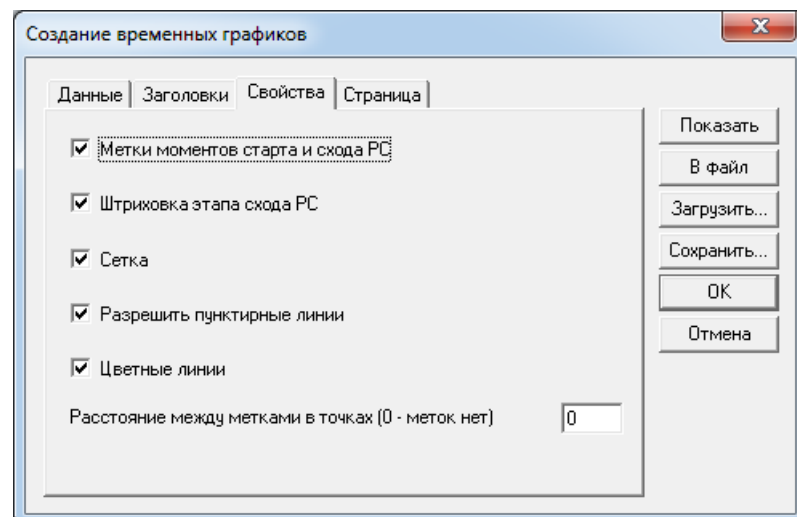 Создание временных графиков
Данные Заголовки Свойства Страница
Метки моментов старта и схода РС
Штриховка этапа схода РС
Сетка
Разрешить пунктирные линии
Цветные линии
Расстояние между метками в точках (0 - меток нет) 0
Показать
В файл
Загрузить...
Сохранить...
OK
Отмена